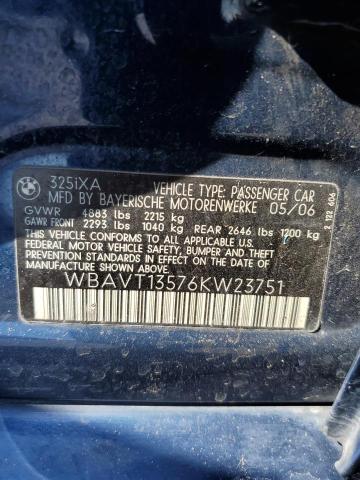 325iXA VEHICLE TYPE: PASSENGER CAR
MFD BY BAYERISCHE MOTORENWERKE 05/06
GVWR 4883 lbs 2215 kg
GAWR FRONT 2293 lbs 1040 kg REAR 2646 lbs 1200 kg
THIS VEHICLE CONFORMS TO ALL APPLICABLE
FEDERAL MOTOR VEHICLE SAFETY, BUMPER AND THEFT
PREVENTION STANDARDS IN EFFECT ON THE DATE OF
MANUFACTURE SHOWN ABOVE.
WBAVT13576KW23751